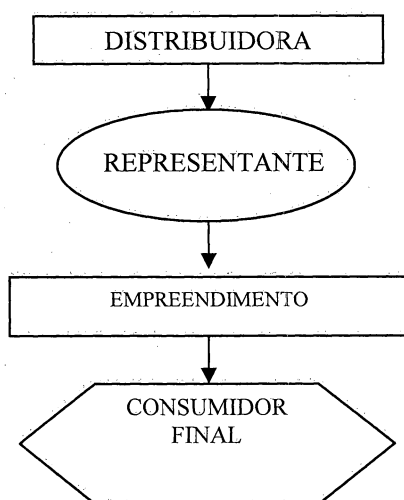 DISTRIBUIDORA
REPRESENTANTE
EMPREENDIMENTO
CONSUMIDOR
FINAL